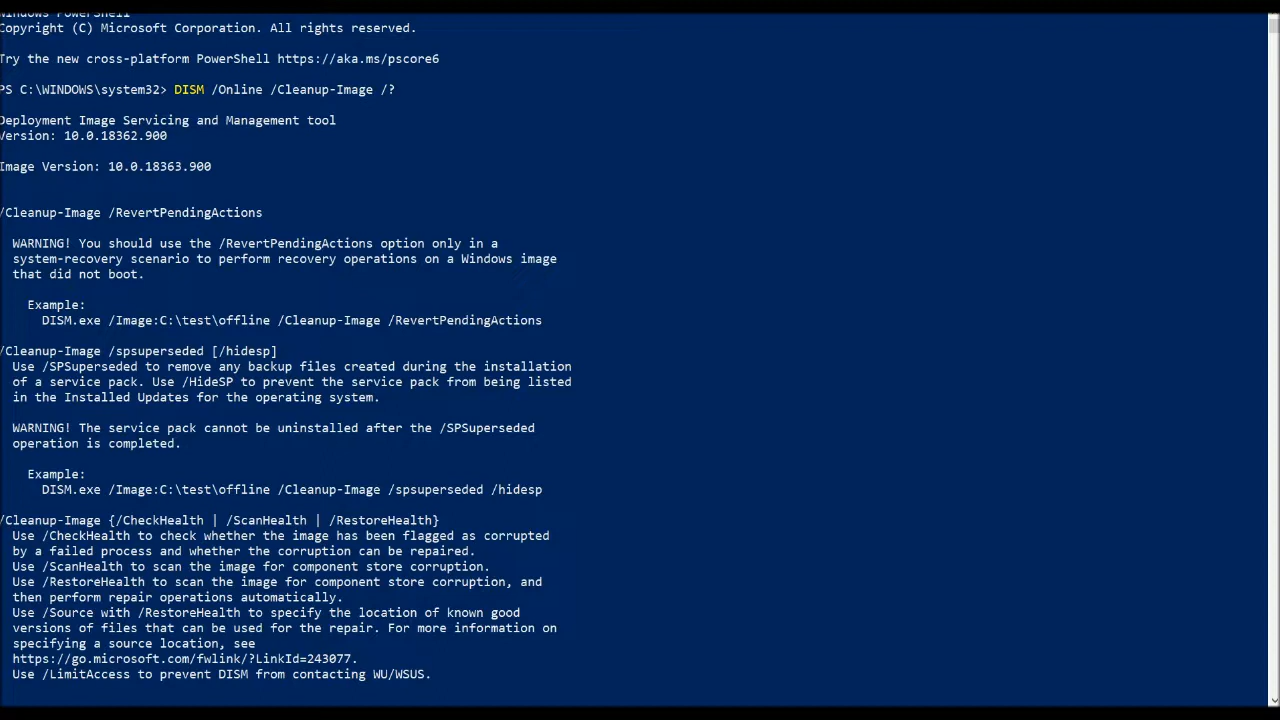 Windows PowerShell
Copyright (C) Microsoft Corporation. All rights reserved.
Try the new cross-platform PowerShell https://aka.ms/pscore6
PS C:\WINDOWS\system32> DISM /Online /Cleanup-Image /?
Deployment Image Servicing and Management tool
Version: 10.0.18362.900
Image Version: 10.0.18363.900
/Cleanup-Image /RevertPendingActions
WARNING! You should use the /RevertPendingActions option only in a
system-recovery scenario to perform recovery operations on a Windows image
that did not boot.
Example:
DISM.exe /Image:C:\test\offline /Cleanup-Image /RevertPendingActions
/Cleanup-Image /spsuperseded [/hidesp]
Use /SPSuperseded to remove any backup files created during the installation
of a service pack. Use /HideSP to prevent the service pack from being listed
in the Installed Updates for the operating system.
WARNING! The service pack cannot be uninstalled after the /SPSuperseded
operation is completed.
Example:
DISM.exe /Image:C:\test\offline /Cleanup-Image /spsuperseded /hidesp
/Cleanup-Image {/CheckHealth | /ScanHealth | /RestoreHealth}
Use /CheckHealth to check whether the image has been flagged as corrupted
by a failed process and whether the corruption can be repaired.
Use /ScanHealth to scan the image for component store corruption.
Use /RestoreHealth to scan the image for component store corruption, and
then perform repair operations automatically.
Use /Source with /RestoreHealth to specify the location of known good
versions of files that can be used for the repair. For more information on
specifying a source location, see
https://go.microsoft.com/fwlink/?LinkId=243077.
Use /LimitAccess to prevent DISM from contacting WU/WSUS.